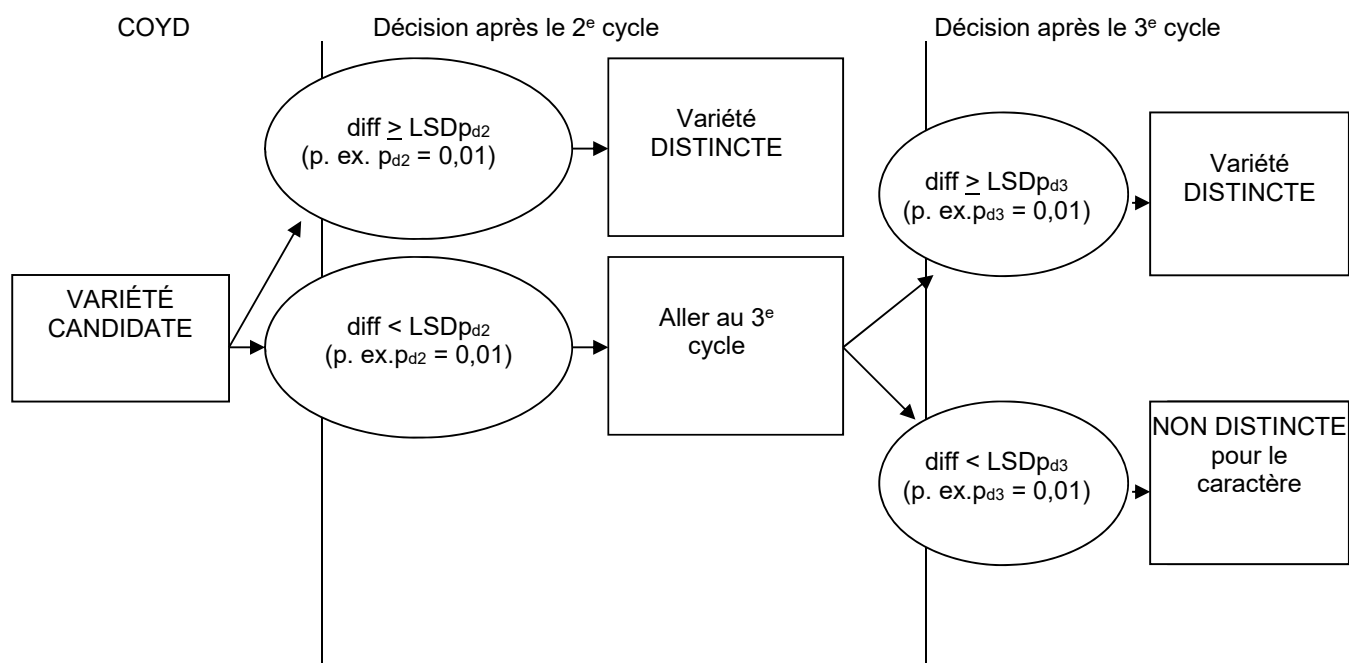 COYD
Décision après le 2e cycle
Décision après le 3e cycle
diff ≥ LSDpd2
(p. ex. pd2 = 0,01)
Variété
DISTINCTE
diff ≥ LSDpd3
(p. ex.pd3 = 0,01)
Variété
DISTINCTE
VARIÉTÉ
CANDIDATE
diff < LSDpd2
(p. ex.pd2 = 0,01)
Aller au 3e
cycle
diff < LSDpd3
(p. ex.pd3 = 0,01)
NON DISTINCTE
pour le
caractère